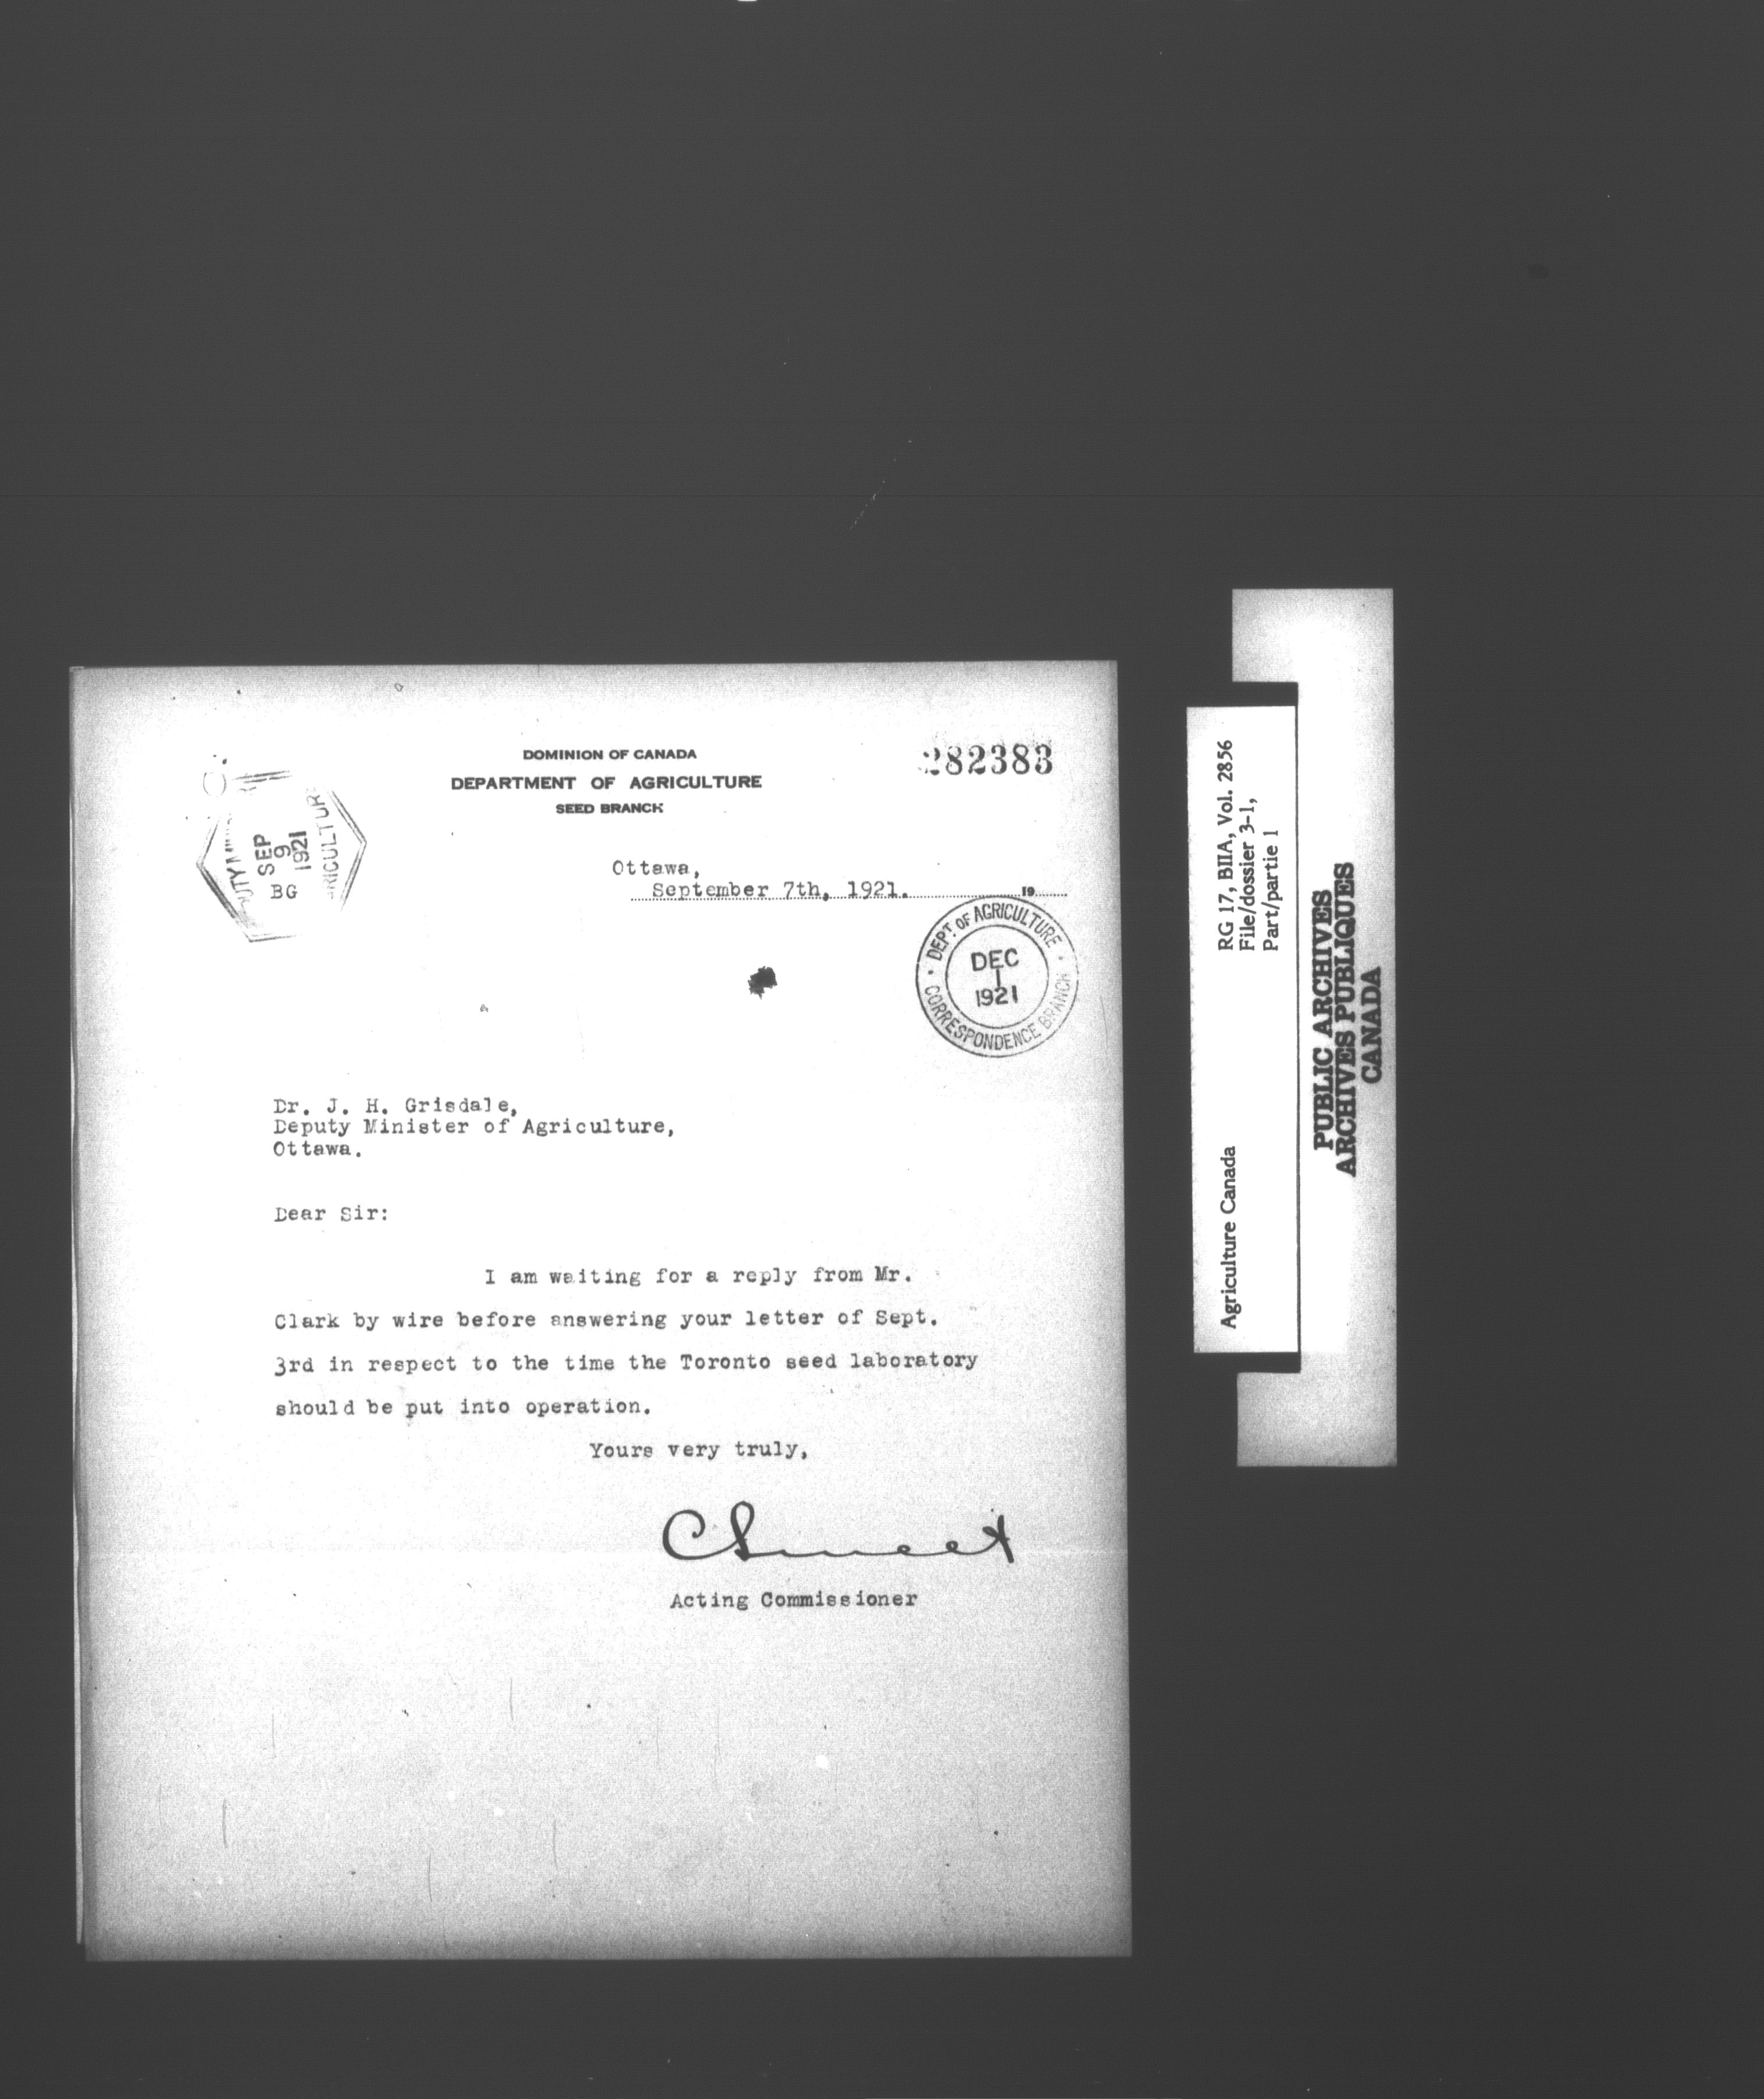 DOMINION OF CANADA
DEPARTMENT OF AGRICULTURE
SEED BRANCH
282383
SEP
9
1921
BG
Ottawa,
September 7th, 1921. 19
DEPT. OF AGRICULTURE
DEC
1
1921
CORRESPONDENCE BRANCH
Dr. J. H. Grisdale,
Deputy Minister of Agriculture,
Ottawa.
Dear Sir:
I am waiting for a reply from Mr.
Clark by wire before answering your letter of Sept.
3rd in respect to the time the Toronto seed laboratory
should be put into operation.
Yours very truly,
Acting Commissioner
Agriculture Canada
RG 17, BIIA, Vol. 2856
File/dossier 3-1,
Part/partie 1
PUBLIC ARCHIVES
ARCHIVES PUBLIQUES
CANADA